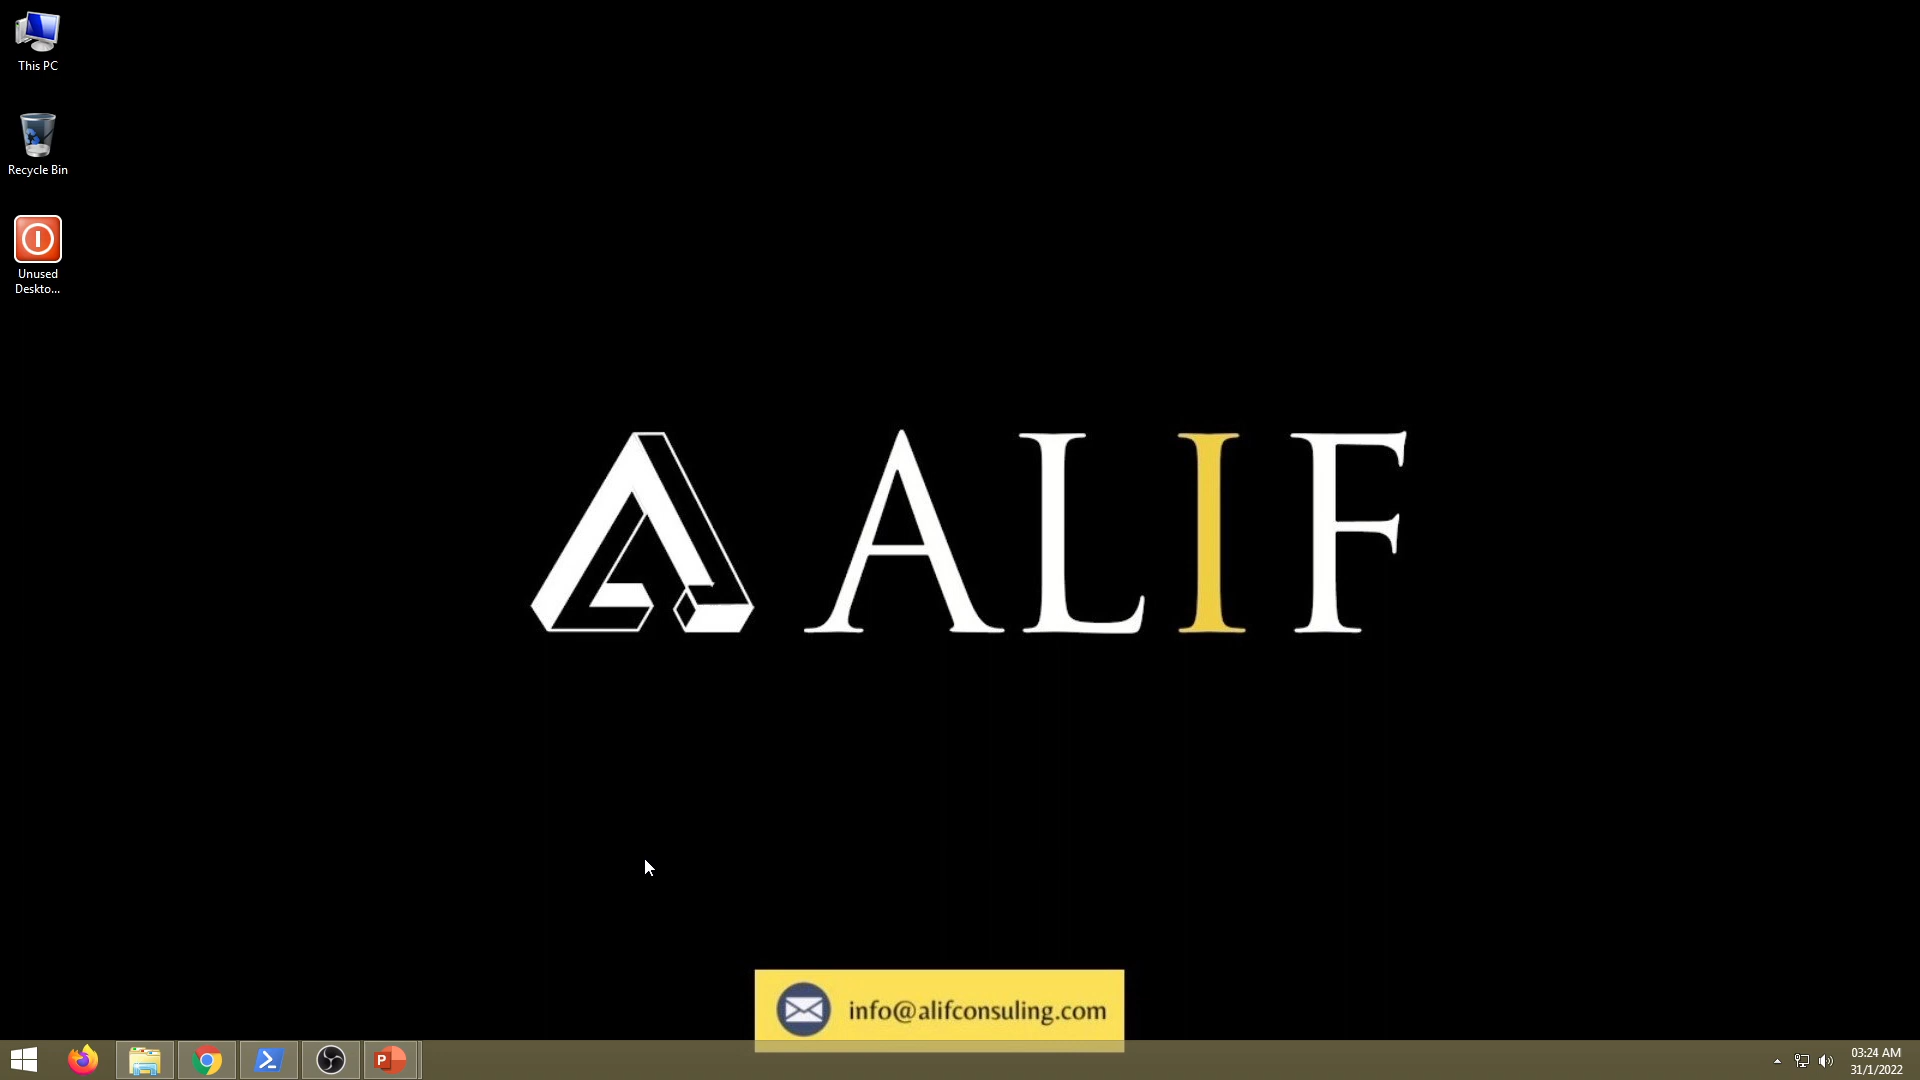 This PC
Recycle Bin
Unused
Deskto...
ALIF
info@alifconsuling.com
P
03:24 AM
31/1/2022